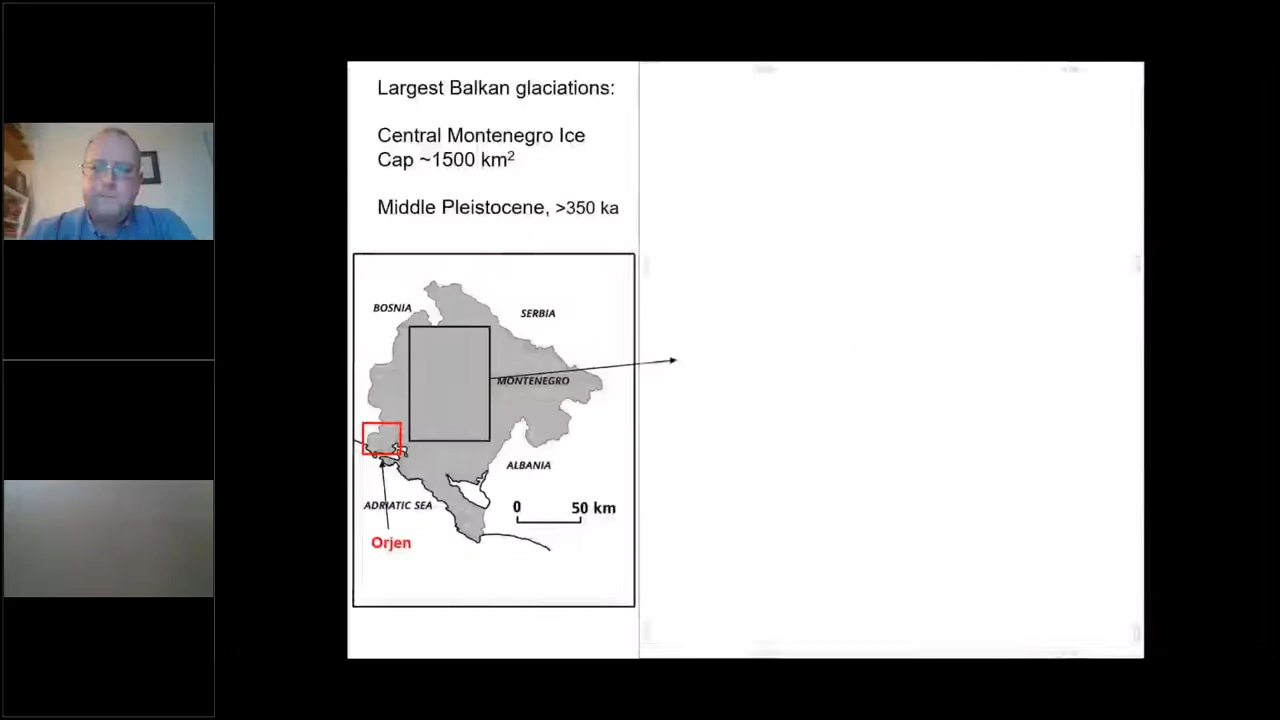 Largest Balkan glaciations:
Central Montenegro Ice
Cap ~1500 km²
Middle Pleistocene, >350 ka
BOSNIA
SERBIA
MONTENEGRO
ALBANIA
ADRIATIC SEA
0 50 km
Orjen